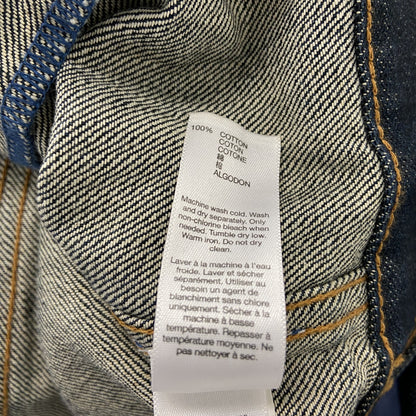 100% COTTON
COTON
COTONE
綿
棉
ALGODON
Machine wash cold. Wash
and dry separately. Only
non-chlorine bleach when
needed. Tumble dry low.
Warm iron. Do not dry
clean.
Laver à la machine à l'eau
froide. Laver et sécher
séparément. Utiliser au
besoin un agent de
blanchiment sans chlore
uniquement. Sécher à la
machine à basse
température. Repasser à
température moyenne. Ne
pas nettoyer à sec.